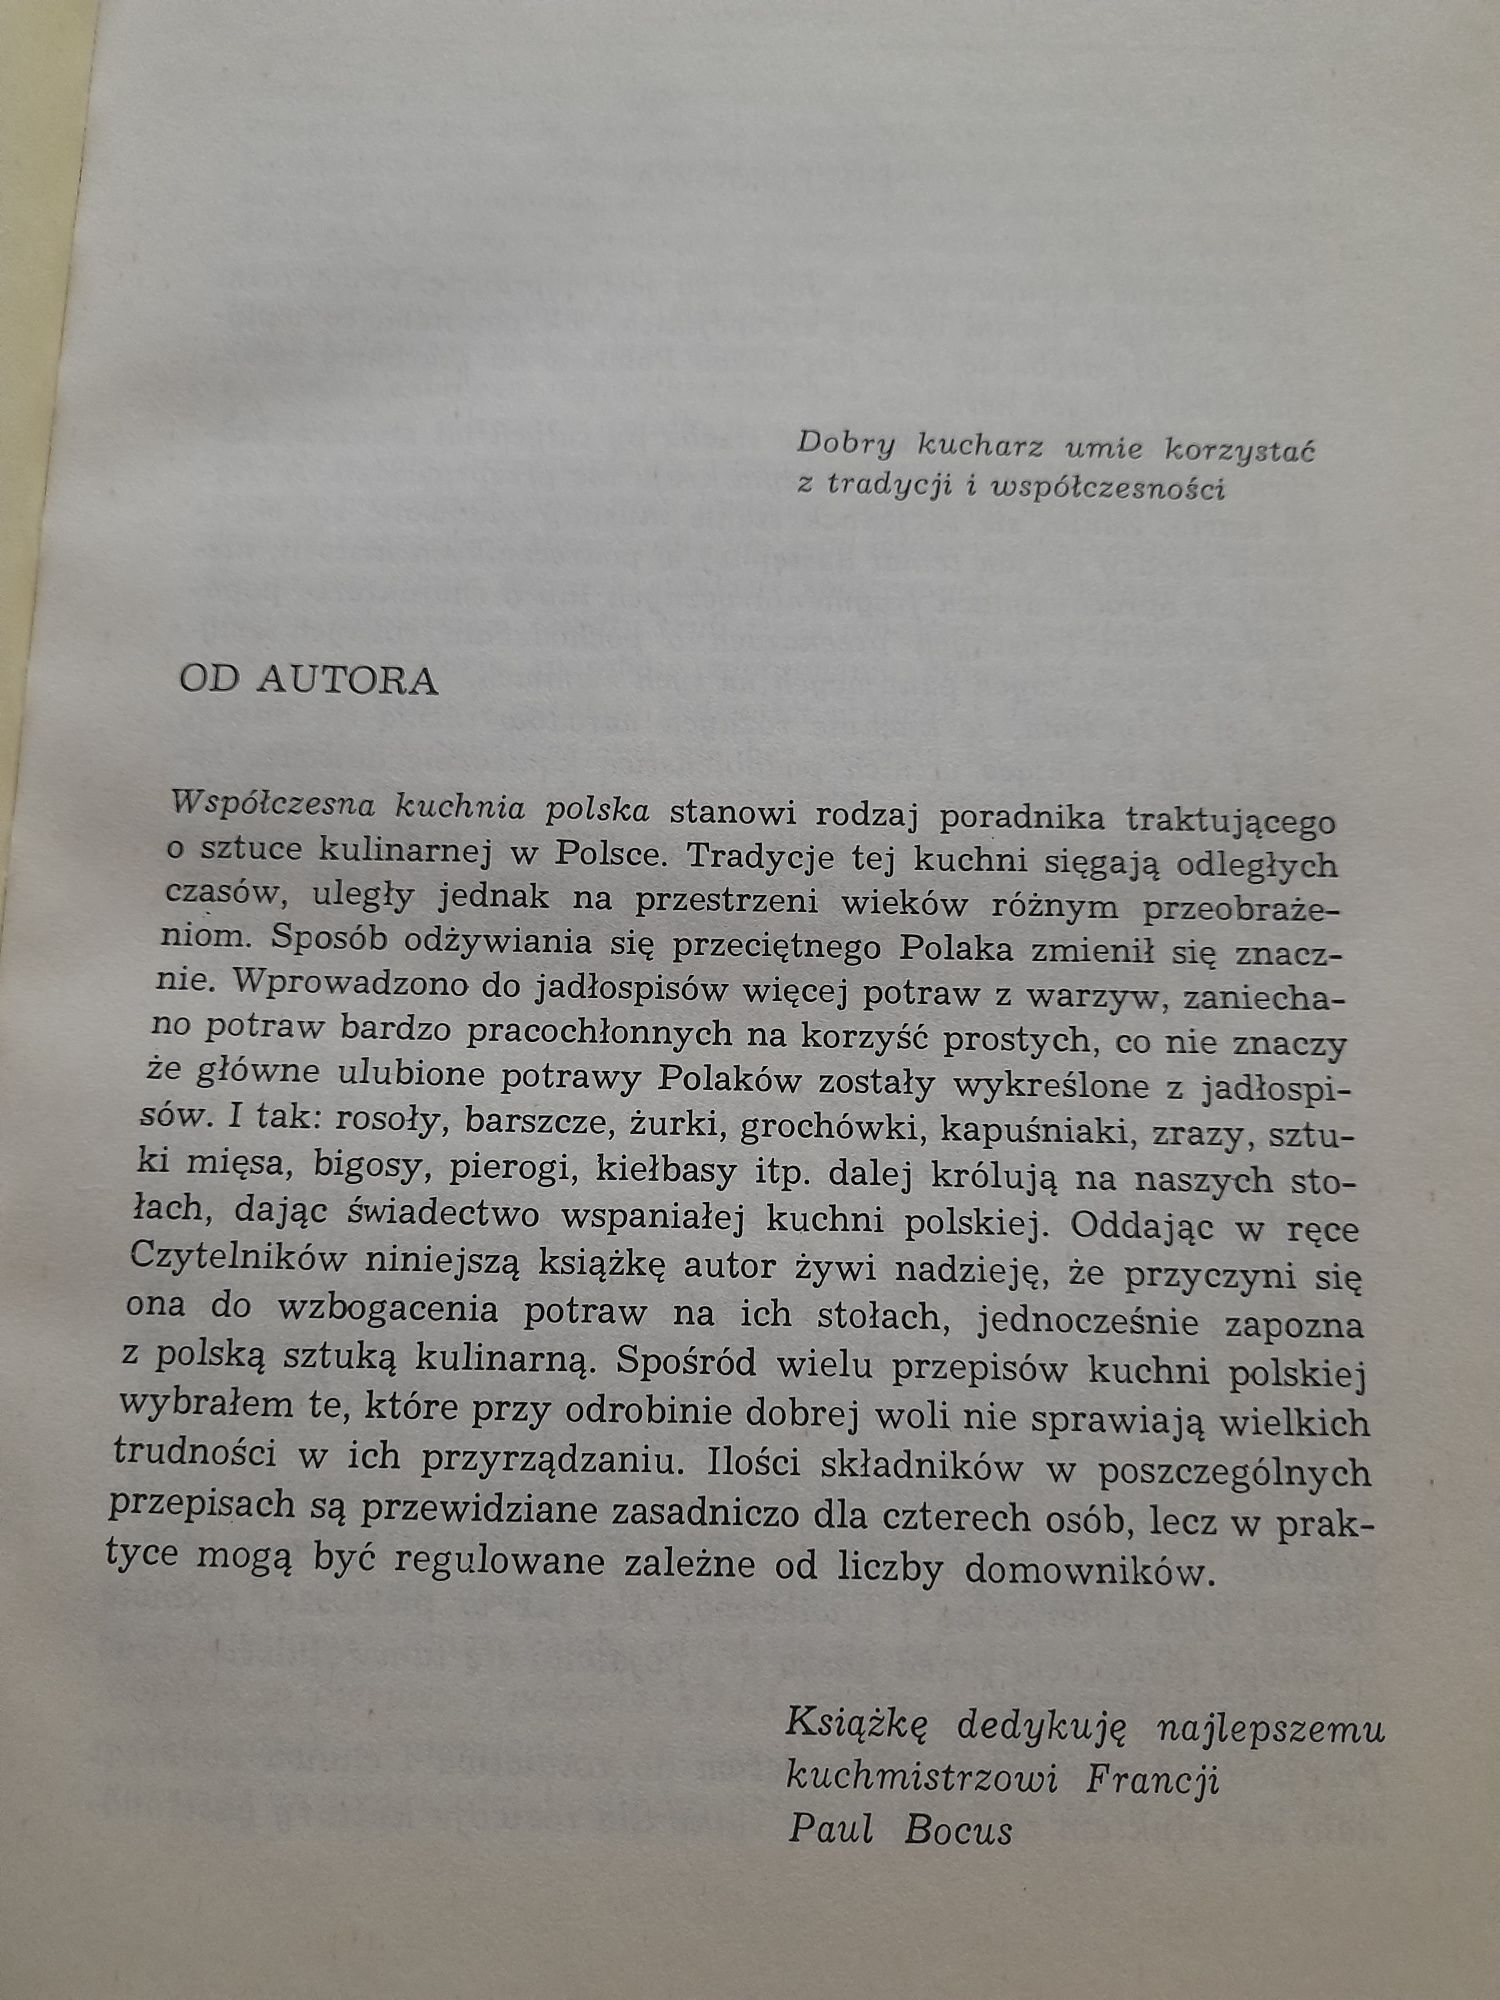 Dobry kucharz umie korzystać
z tradycji i współczesności
OD AUTORA
Współczesna kuchnia polska stanowi rodzaj poradnika traktującego
o sztuce kulinarnej w Polsce. Tradycje tej kuchni sięgają odległych
czasów, uległy jednak na przestrzeni wieków różnym przeobraże-
niom. Sposób odżywiania się przeciętnego Polaka zmienił się znacz-
nie. Wprowadzono do jadłospisów więcej potraw z warzyw, zaniecha-
no potraw bardzo pracochłonnych na korzyść prostych, co nie znaczy
że główne ulubione potrawy Polaków zostały wykreślone z jadłospi-
sów. I tak: rosoły, barszcze, żurki, grochówki, kapuśniaki, zrazy, sztu-
ki mięsa, bigosy, pierogi, kiełbasy itp. dalej królują na naszych sto-
łach, dając świadectwo wspaniałej kuchni polskiej. Oddając w ręce
Czytelników niniejszą książkę autor żywi nadzieję, że przyczyni się
ona do wzbogacenia potraw na ich stołach, jednocześnie zapozna
z polską sztuką kulinarną. Spośród wielu przepisów kuchni polskiej
wybrałem te, które przy odrobinie dobrej woli nie sprawiają wielkich
trudności w ich przyrządzaniu. Ilości składników w poszczególnych
przepisach są przewidziane zasadniczo dla czterech osób, lecz w prak-
tyce mogą być regulowane zależne od liczby domowników.
Książkę dedykuję najlepszemu
kuchmistrzowi Francji
Paul Bocus